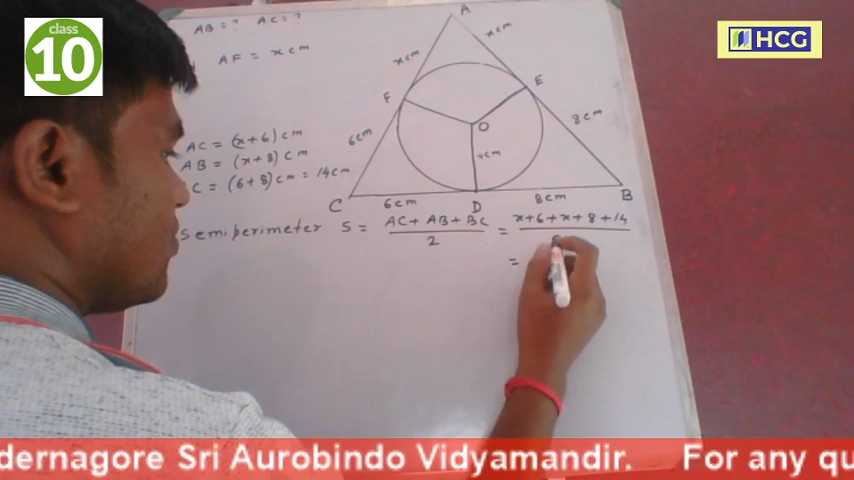 class
10
HCG
AB = ? AC = ?
AF = x cm
AC = (x+6) cm
AB = (x+8) cm
C = (6+8) cm = 14cm
A
x cm
x cm
F
E
6cm
8cm
O
4cm
C
6cm
D
8cm
B
Semiperimeter S = AC + AB + BC / 2 = x+6+x+8+14
=
dernagore Sri Aurobindo Vidyamandir. For any qu